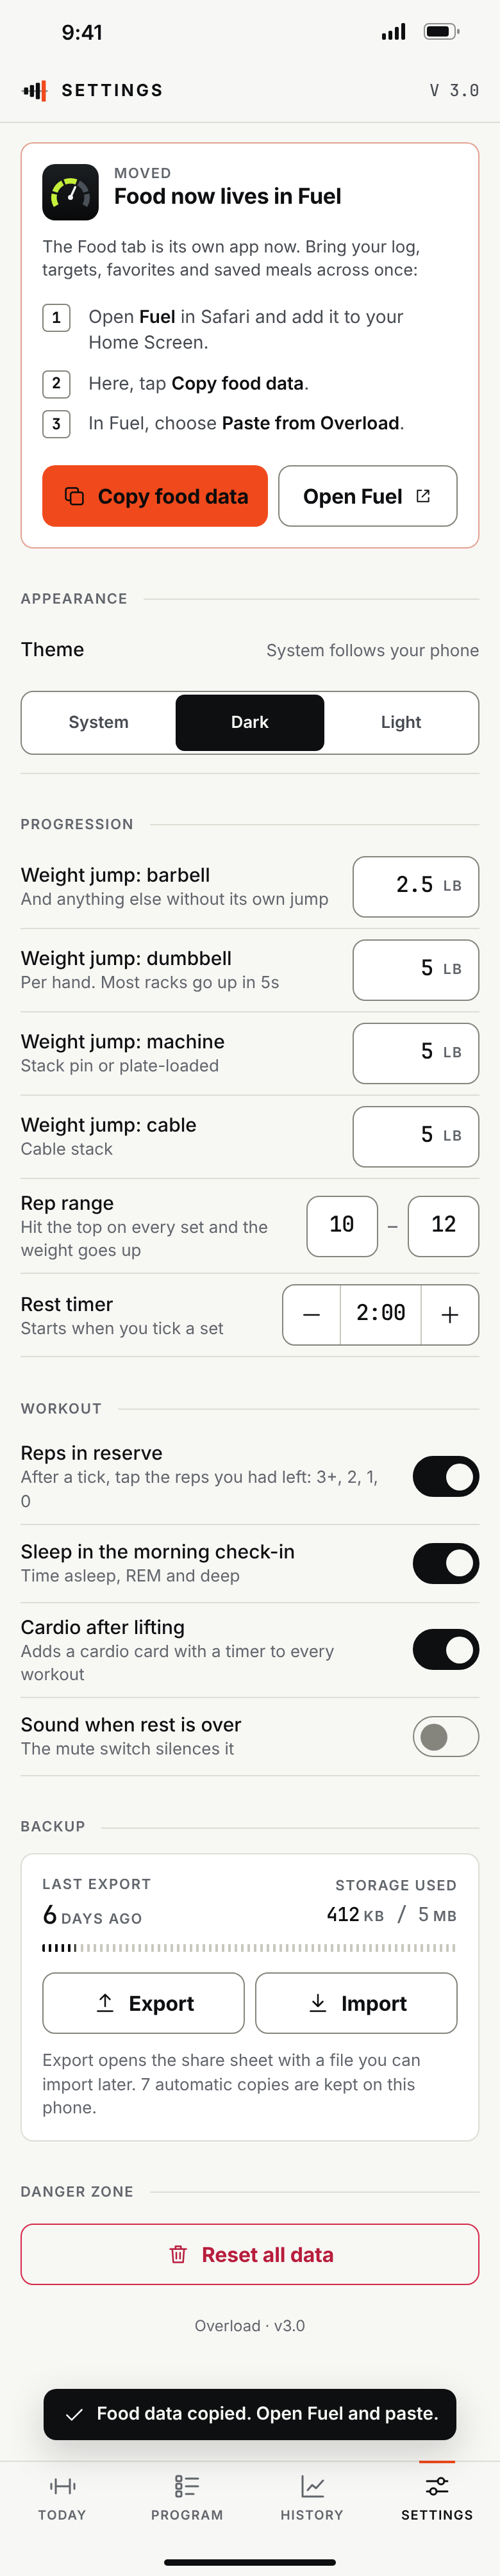 9:41
SETTINGS
V 3.0
MOVED
Food now lives in Fuel
The Food tab is its own app now. Bring your log,
targets, favorites and saved meals across once:
1 Open Fuel in Safari and add it to your
Home Screen.
2 Here, tap Copy food data.
3 In Fuel, choose Paste from Overload.
Copy food data
Open Fuel
APPEARANCE
Theme
System follows your phone
System
Dark
Light
PROGRESSION
Weight jump: barbell
And anything else without its own jump
2.5 LB
Weight jump: dumbbell
Per hand. Most racks go up in 5s
5 LB
Weight jump: machine
Stack pin or plate-loaded
5 LB
Weight jump: cable
Cable stack
5 LB
Rep range
Hit the top on every set and the
weight goes up
10 – 12
Rest timer
Starts when you tick a set
− 2:00 +
WORKOUT
Reps in reserve
After a tick, tap the reps you had left: 3+, 2, 1,
0
Sleep in the morning check-in
Time asleep, REM and deep
Cardio after lifting
Adds a cardio card with a timer to every
workout
Sound when rest is over
The mute switch silences it
BACKUP
LAST EXPORT
6 DAYS AGO
STORAGE USED
412 KB / 5 MB
Export
Import
Export opens the share sheet with a file you can
import later. 7 automatic copies are kept on this
phone.
DANGER ZONE
Reset all data
Overload · v3.0
Food data copied. Open Fuel and paste.
TODAY
PROGRAM
HISTORY
SETTINGS